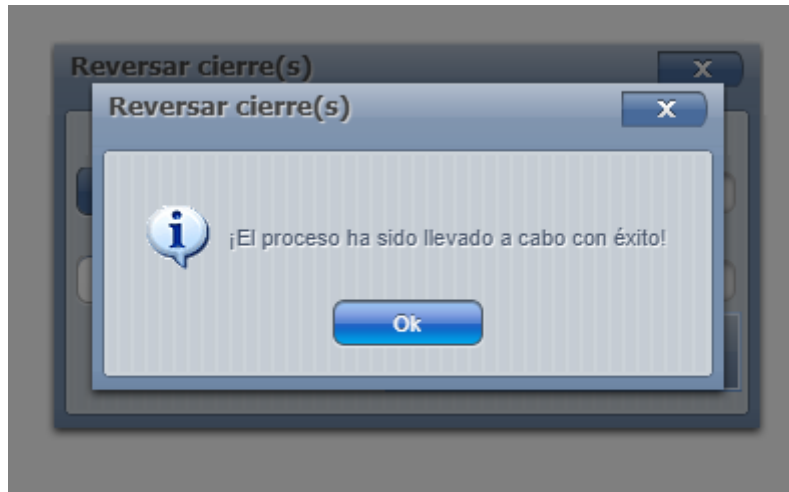 Reversar cierre(s)
X
Reversar cierre(s)
X
¡El proceso ha sido llevado a cabo con éxito!
Ok